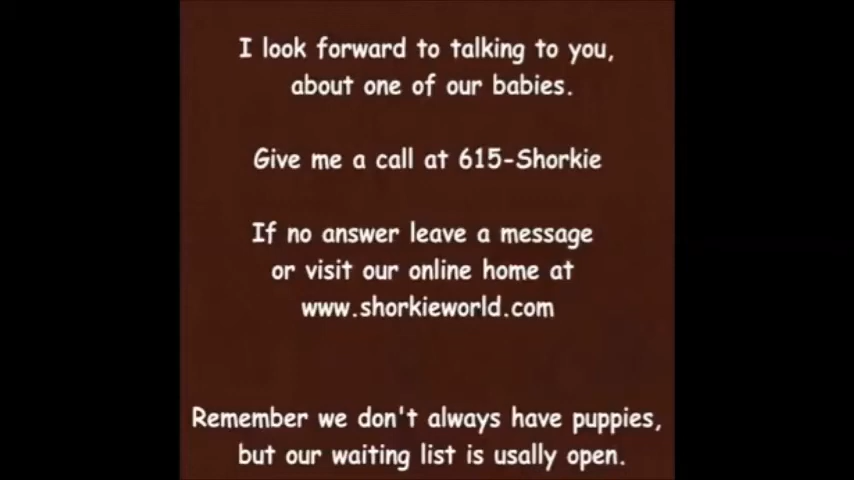 I look forward to talking to you,
about one of our babies.
Give me a call at 615-Shorkie
If no answer leave a message
or visit our online home at
www.shorkieworld.com
Remember we don't always have puppies,
but our waiting list is usally open.